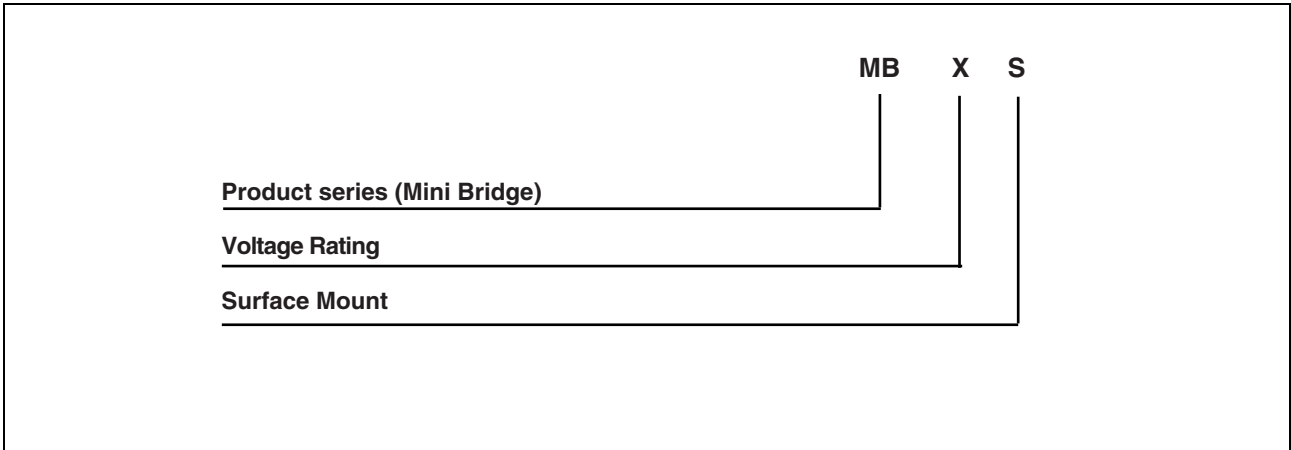 MB X S
Product series (Mini Bridge)
Voltage Rating
Surface Mount